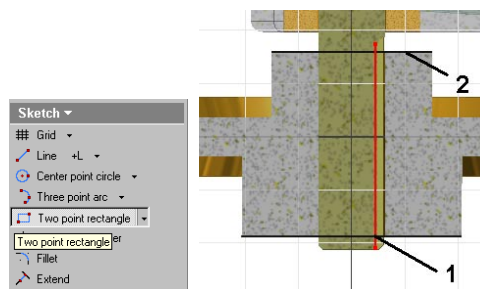 Sketch
Grid
Line +L
Center point circle
Three point arc
Two point rectangle
Two point rectangle
Fillet
Extend
2
1